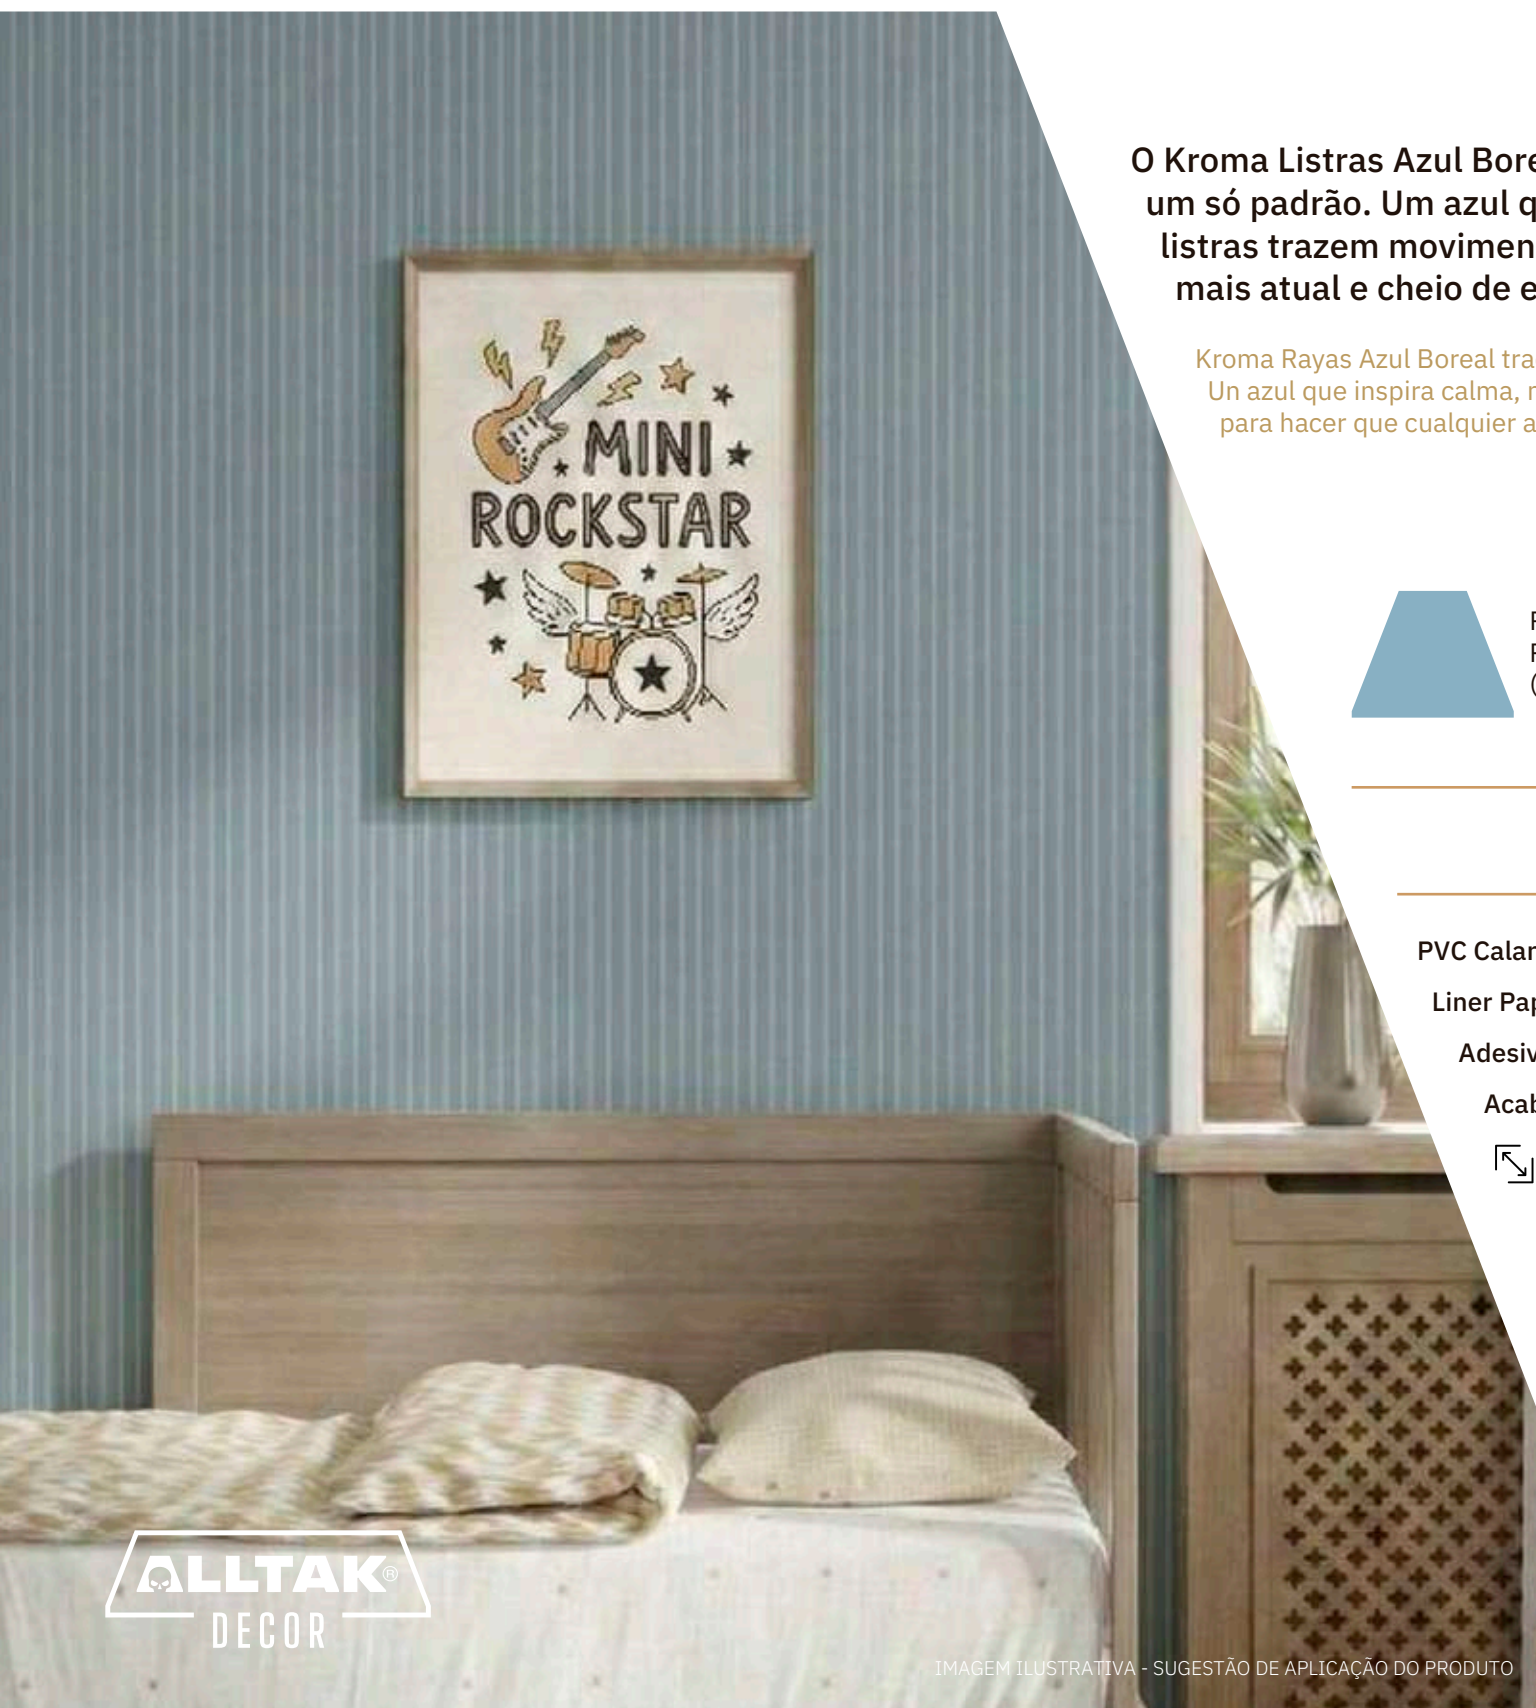 O Kroma Listras Azul Bore
um só padrão. Um azul q
listras trazem movimen
mais atual e cheio de e
Kroma Rayas Azul Boreal tra
Un azul que inspira calma,
para hacer que cualquier a
MINI
ROCKSTAR
PVC Calan
Liner Pap
Adesiv
Acab
ALLTAK®
DECOR
IMAGEM ILUSTRATIVA - SUGESTÃO DE APLICAÇÃO DO PRODUTO